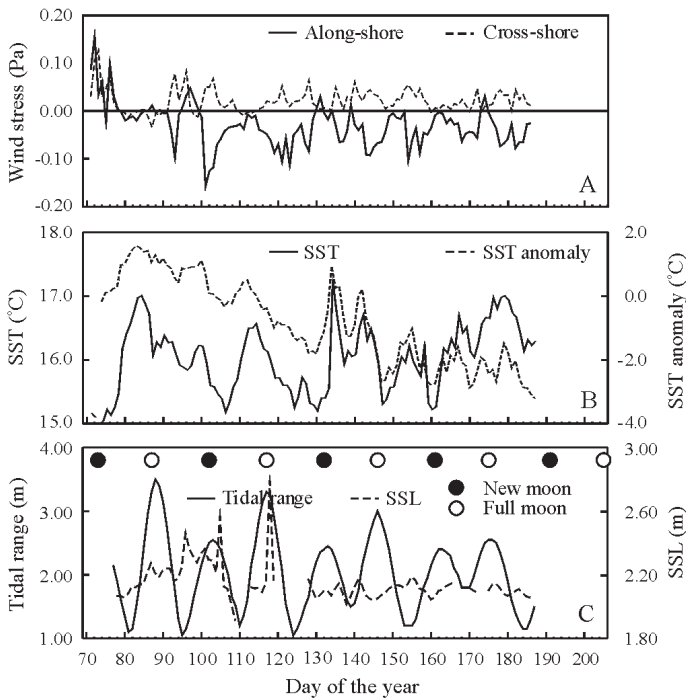 0.20
Along-shore Cross-shore
0.10
0.00
-0.10
-0.20
Wind stress (Pa)
A
18.0 2.0
SST SST anomaly
17.0 0.0
16.0 -2.0
15.0 -4.0
SST (°C)
SST anomaly (°C)
B
4.00 3.00
New moon
Tidal range SSL
Full moon
3.00 2.60
2.00 2.20
1.00 1.80
Tidal range (m)
SSL (m)
C
70 80 90 100 110 120 130 140 150 160 170 180 190 200
Day of the year